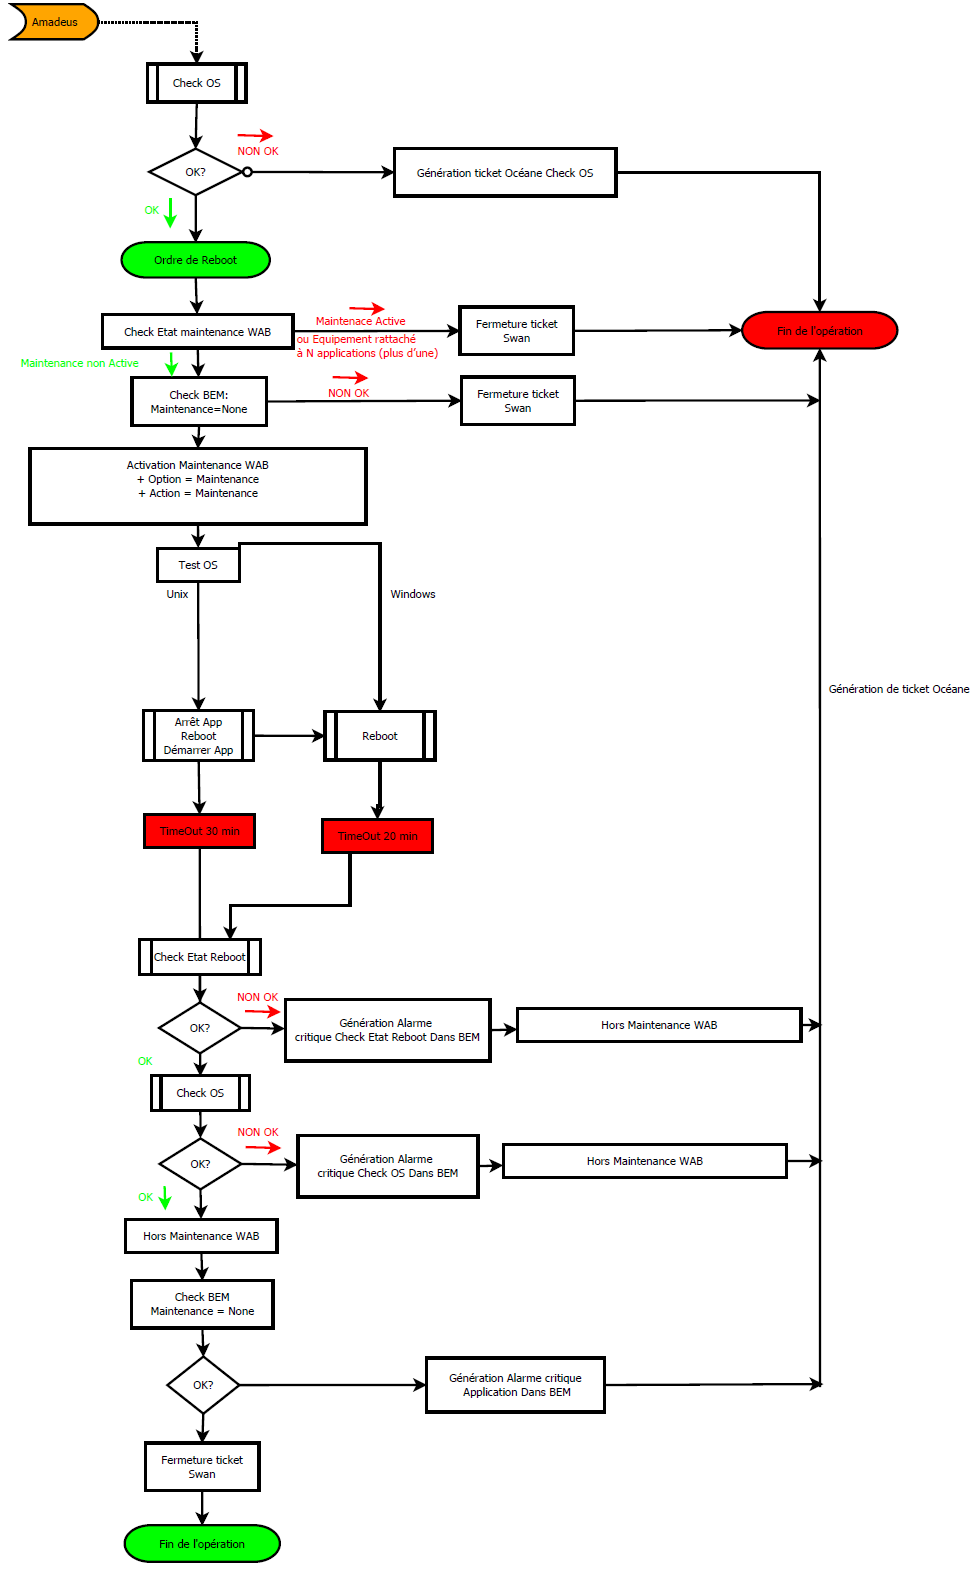 Amadeus
Check OS
NON OK
OK?
Génération ticket Océane Check OS
OK
Ordre de Reboot
Check Etat maintenance WAB
Maintenace Active
ou Equipement rattaché
à N applications (plus d'une)
Fermeture ticket
Swan
Fin de l'opération
Maintenance non Active
Check BEM:
Maintenance=None
NON OK
Fermeture ticket
Swan
Activation Maintenance WAB
+ Option = Maintenance
+ Action = Maintenance
Test OS
Unix
Windows
Génération de ticket Océane
Arrêt App
Reboot
Démarrer App
Reboot
TimeOut 30 min
TimeOut 20 min
Check Etat Reboot
NON OK
OK?
Génération Alarme
critique Check Etat Reboot Dans BEM
Hors Maintenance WAB
OK
Check OS
NON OK
OK?
Génération Alarme
critique Check OS Dans BEM
Hors Maintenance WAB
OK
Hors Maintenance WAB
Check BEM
Maintenance = None
OK?
Génération Alarme critique
Application Dans BEM
Fermeture ticket
Swan
Fin de l'opération